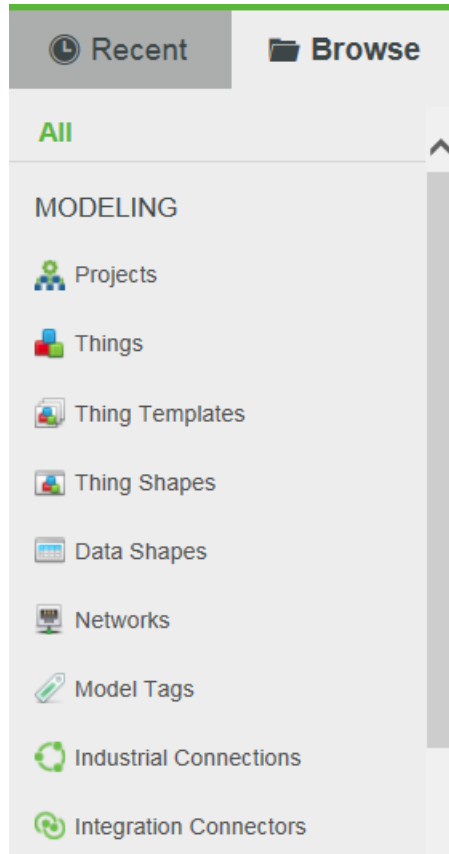 Recent
Browse
All
MODELING
Projects
Things
Thing Templates
Thing Shapes
Data Shapes
Networks
Model Tags
Industrial Connections
Integration Connectors